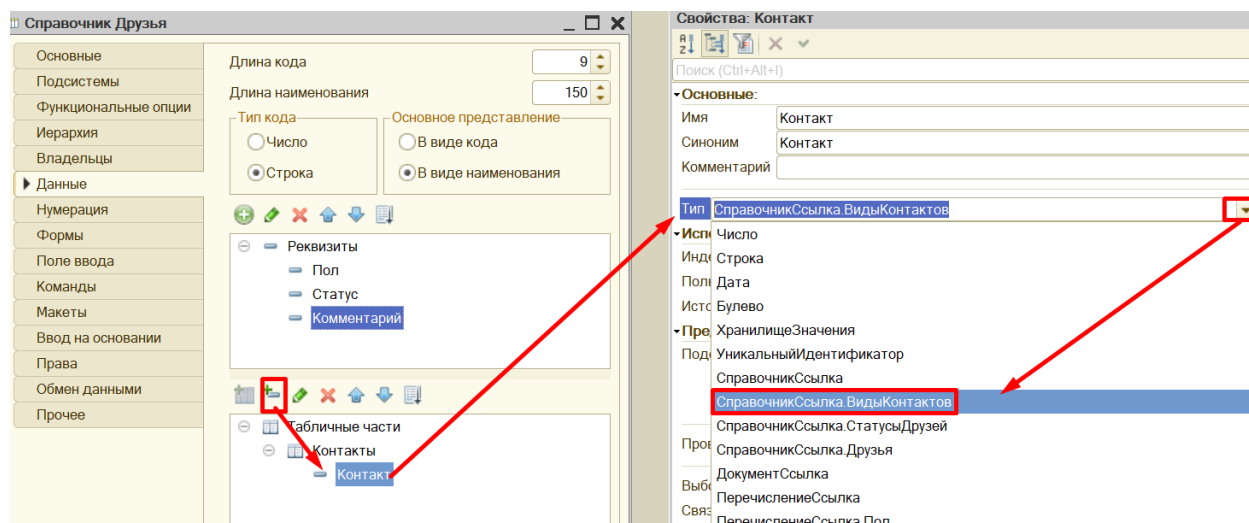 Справочник Друзья
Основные
Подсистемы
Функциональные опции
Иерархия
Владельцы
Данные
Нумерация
Формы
Поле ввода
Команды
Макеты
Ввод на основании
Права
Обмен данными
Прочее
Длина кода 9
Длина наименования 150
Тип кода
Число
Строка
Основное представление
В виде кода
В виде наименования
Реквизиты
Пол
Статус
Комментарий
Табличные части
Контакты
Контакт
Свойства: Контакт
Поиск (Ctrl+Alt+I)
Основные:
Имя Контакт
Синоним Контакт
Комментарий
Тип СправочникСсылка.ВидыКонтактов
Число
Строка
Дата
Булево
ХранилищеЗначения
УникальныйИдентификатор
СправочникСсылка
СправочникСсылка.ВидыКонтактов
СправочникСсылка.СтатусыДрузей
СправочникСсылка.Друзья
ДокументСсылка
ПеречислениеСсылка
ПеречислениеСсылка.Пол